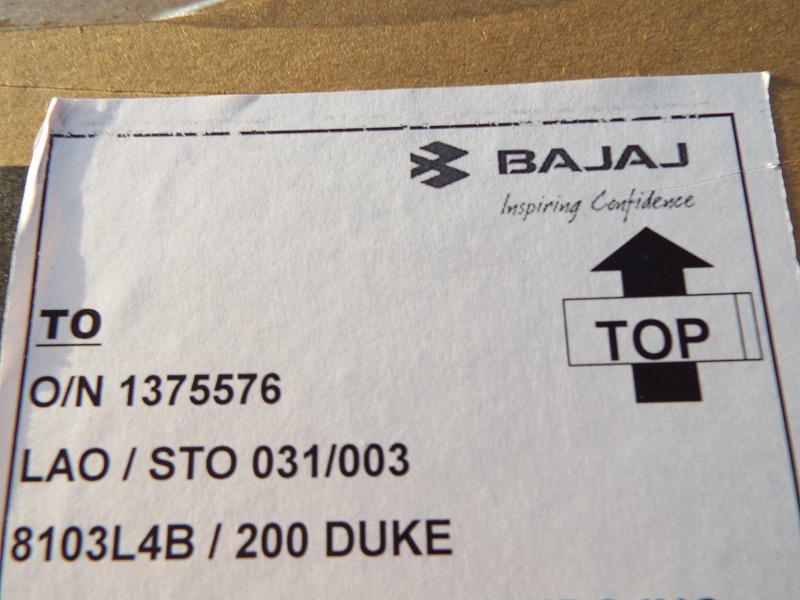 BAJAJ
Inspiring Confidence
TOP
TO
O/N 1375576
LAO / STO 031/003
8103L4B / 200 DUKE